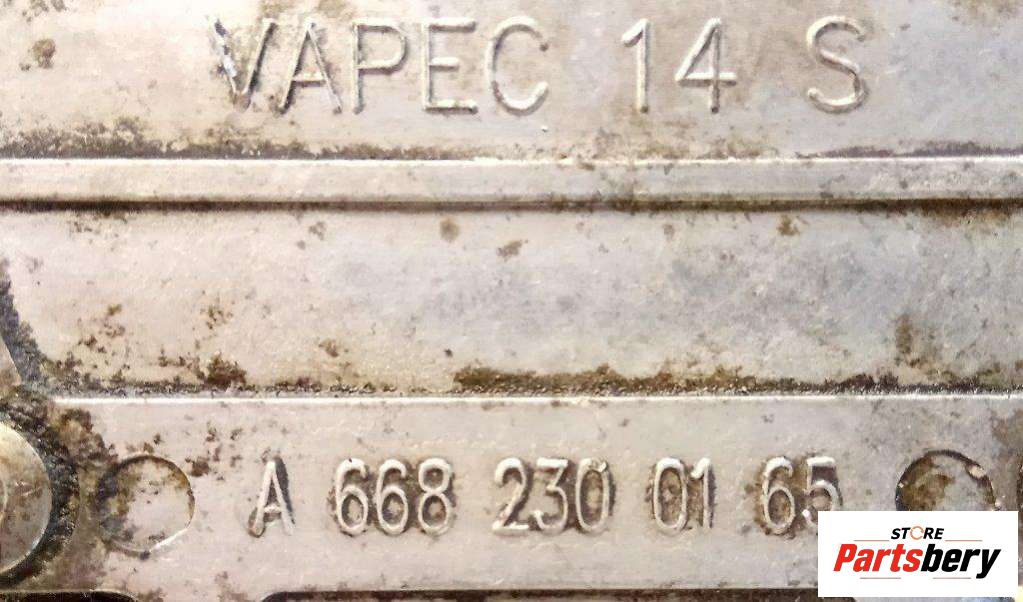 VAPEC 14 S
A 668 230 01 65
STORE
Partsbery